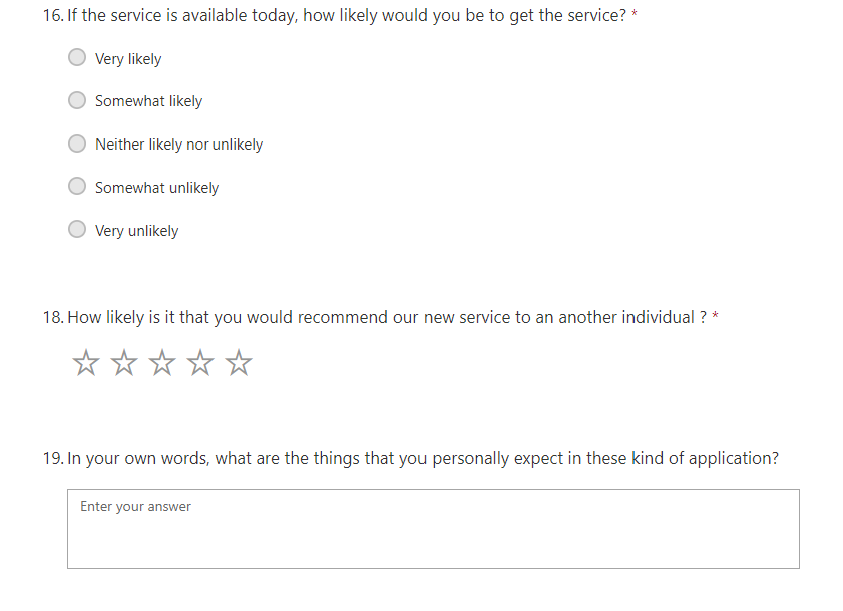 16. If the service is available today, how likely would you be to get the service? *
Very likely
Somewhat likely
Neither likely nor unlikely
Somewhat unlikely
Very unlikely
18. How likely is it that you would recommend our new service to an another individual ? *
19. In your own words, what are the things that you personally expect in these kind of application?
Enter your answer